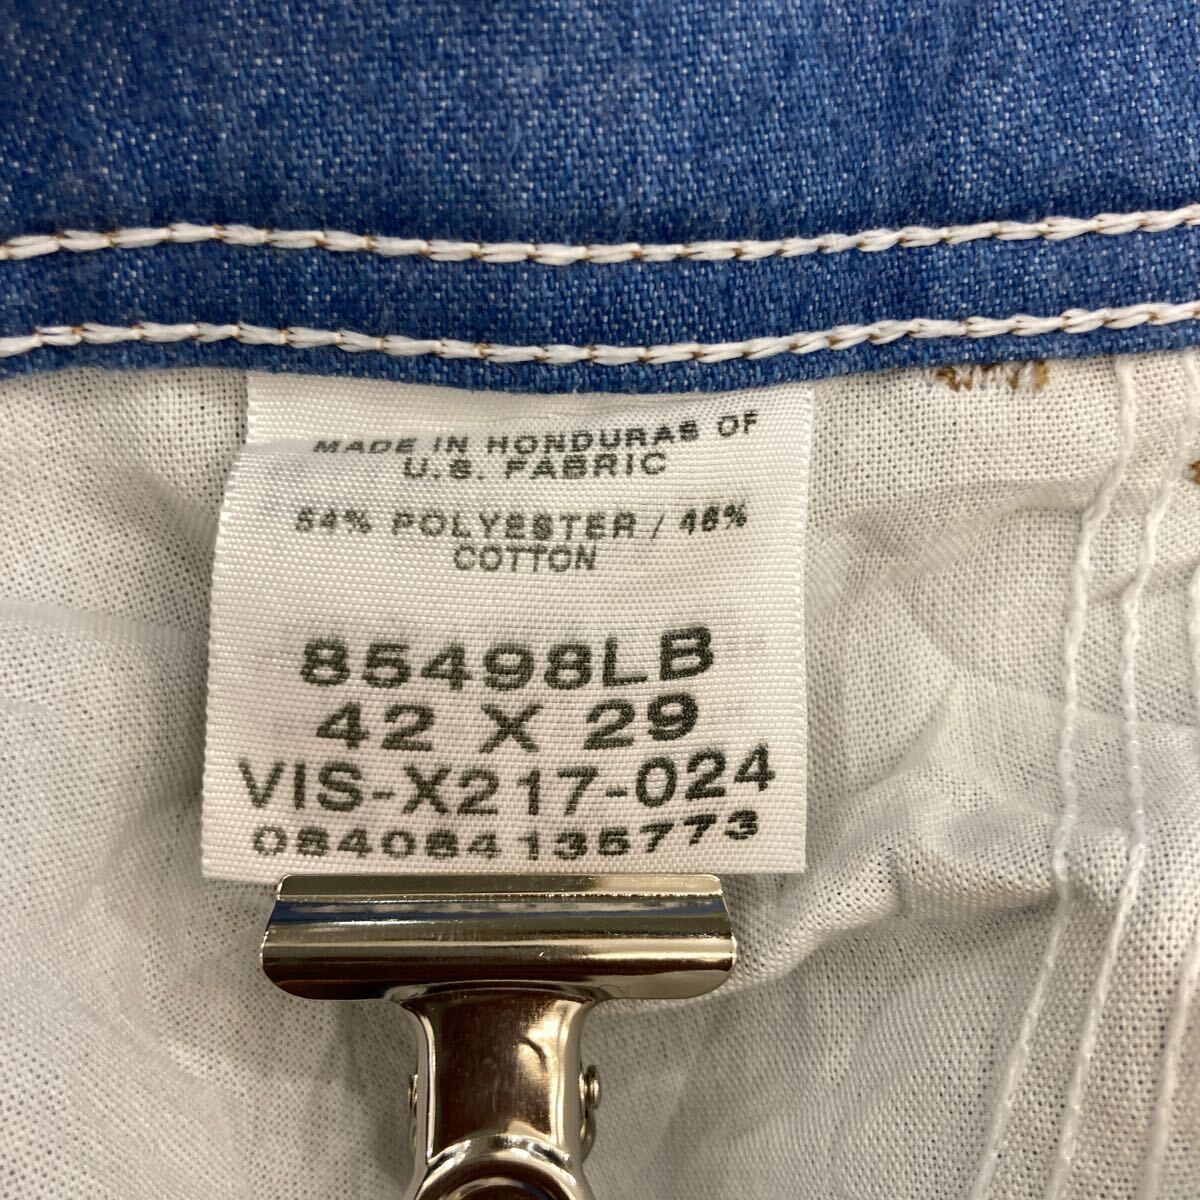 MADE IN HONDURAS OF
U.S. FABRIC
54% POLYESTER / 46%
COTTON
85498LB
42 X 29
VIS-X217-024
084084135773